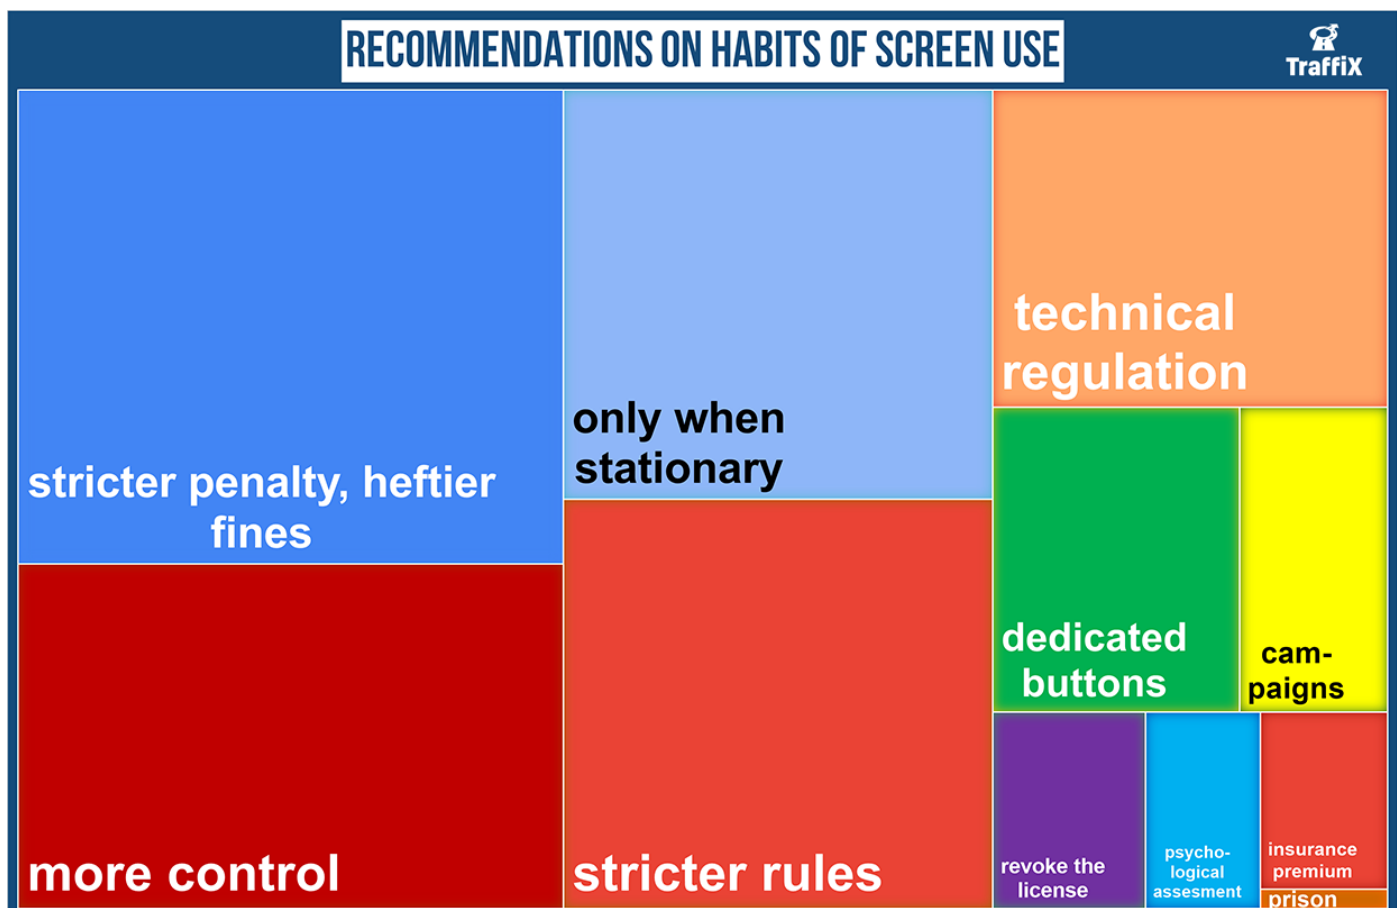 RECOMMENDATIONS ON HABITS OF SCREEN USE
TraffiX
stricter penalty, heftier
fines
only when
stationary
technical
regulation
more control
stricter rules
dedicated
buttons
cam-
paigns
revoke the
license
psycho-
logical
assesment
insurance
premium
prison